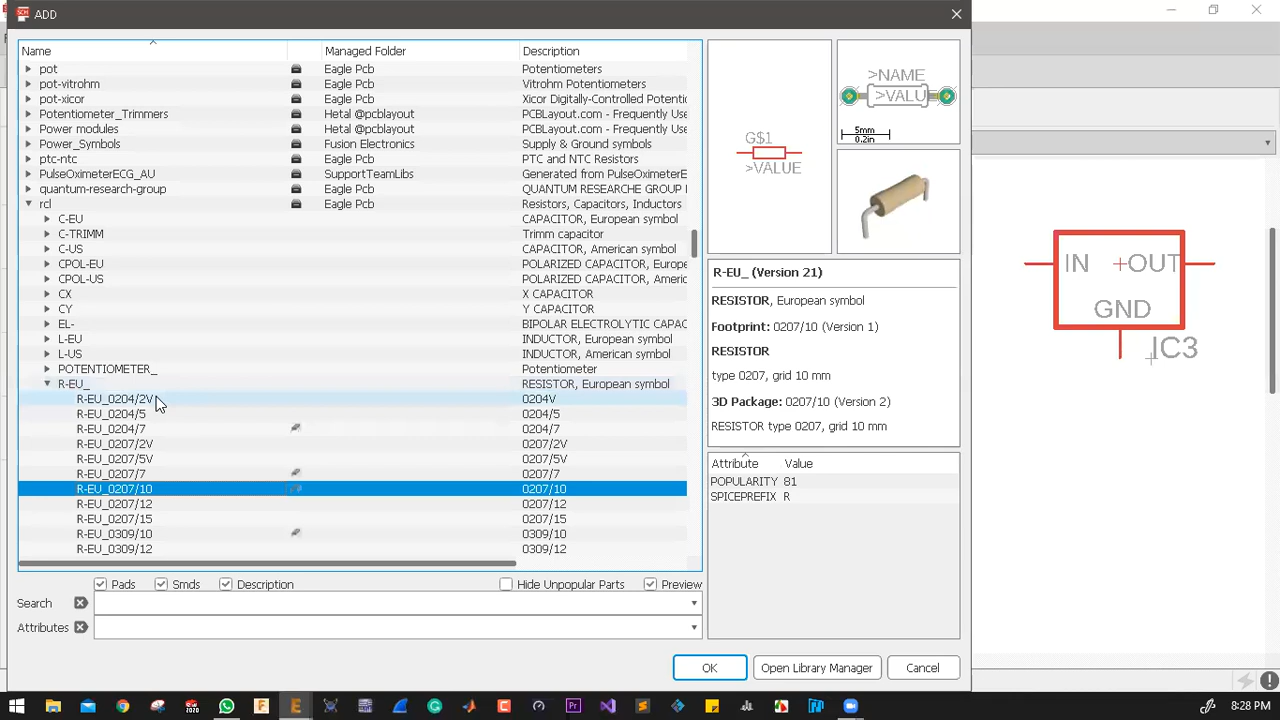 ADD
Name Managed Folder Description
pot Eagle Pcb Potentiometers
pot-vitrohm Eagle Pcb Vitrohm Potentiometers
pot-xicor Eagle Pcb Xicor Digitally-Controlled Potentic
Potentiometer_Trimmers Hetal @pcblayout PCBLayout.com - Frequently Use
Power modules Hetal @pcblayout PCBLayout.com - Frequently Use
Power_Symbols Fusion Electronics Supply & Ground symbols
ptc-ntc Eagle Pcb PTC and NTC Resistors
PulseOximeterECG_AU SupportTeamLibs Generated from PulseOximeterE
quantum-research-group Eagle Pcb QUANTUM RESEARCHE GROUP I
rcl Eagle Pcb Resistors, Capacitors, Inductors
C-EU CAPACITOR, European symbol
C-TRIMM Trimm capacitor
C-US CAPACITOR, American symbol
CPOL-EU POLARIZED CAPACITOR, Europe
CPOL-US POLARIZED CAPACITOR, Americ
CX X CAPACITOR
CY Y CAPACITOR
EL- BIPOLAR ELECTROLYTIC CAPAC
L-EU INDUCTOR, European symbol
L-US INDUCTOR, American symbol
POTENTIOMETER_ Potentiometer
R-EU_ RESISTOR, European symbol
R-EU_0204/2V 0204V
R-EU_0204/5 0204/5
R-EU_0204/7 0204/7
R-EU_0207/2V 0207/2V
R-EU_0207/5V 0207/5V
R-EU_0207/7 0207/7
R-EU_0207/10 0207/10
R-EU_0207/12 0207/12
R-EU_0207/15 0207/15
R-EU_0309/10 0309/10
R-EU_0309/12 0309/12
Pads Smds Description Hide Unpopular Parts Preview
Search
Attributes
OK Open Library Manager Cancel
G$1
>VALUE
>NAME
>VALUE
5mm
0.2in
R-EU_ (Version 21)
RESISTOR, European symbol
Footprint: 0207/10 (Version 1)
RESISTOR
type 0207, grid 10 mm
3D Package: 0207/10 (Version 2)
RESISTOR type 0207, grid 10 mm
Attribute Value
POPULARITY 81
SPICEPREFIX R
IN +OUT
GND
IC3
8:28 PM